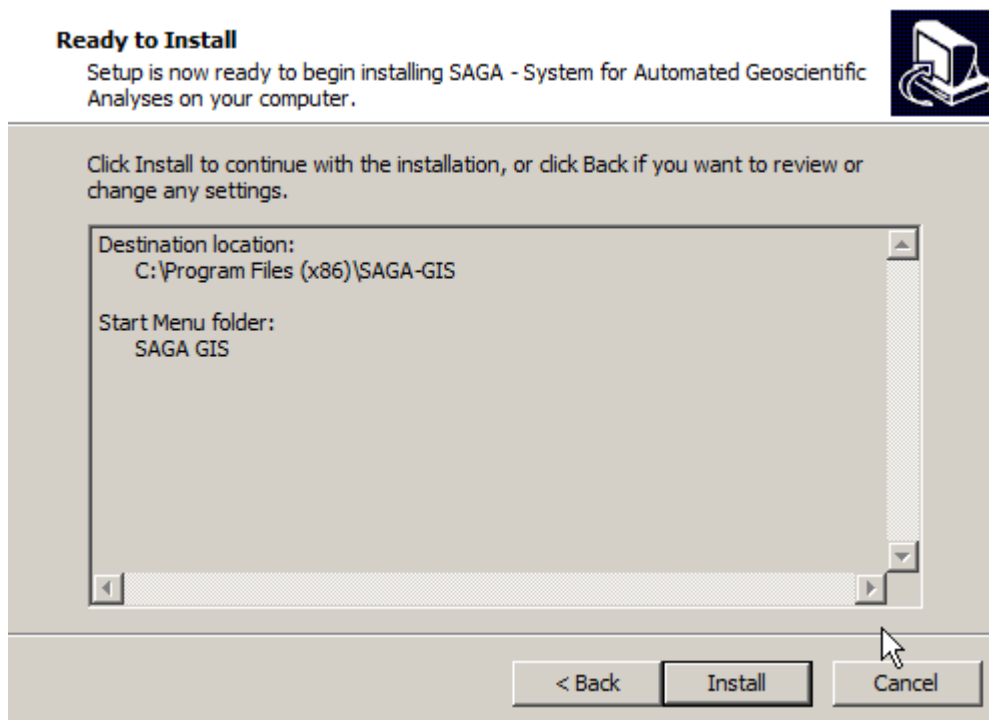 Ready to Install
Setup is now ready to begin installing SAGA - System for Automated Geoscientific
Analyses on your computer.
Click Install to continue with the installation, or click Back if you want to review or
change any settings.
Destination location:
C:\Program Files (x86)\SAGA-GIS
Start Menu folder:
SAGA GIS
< Back Install Cancel